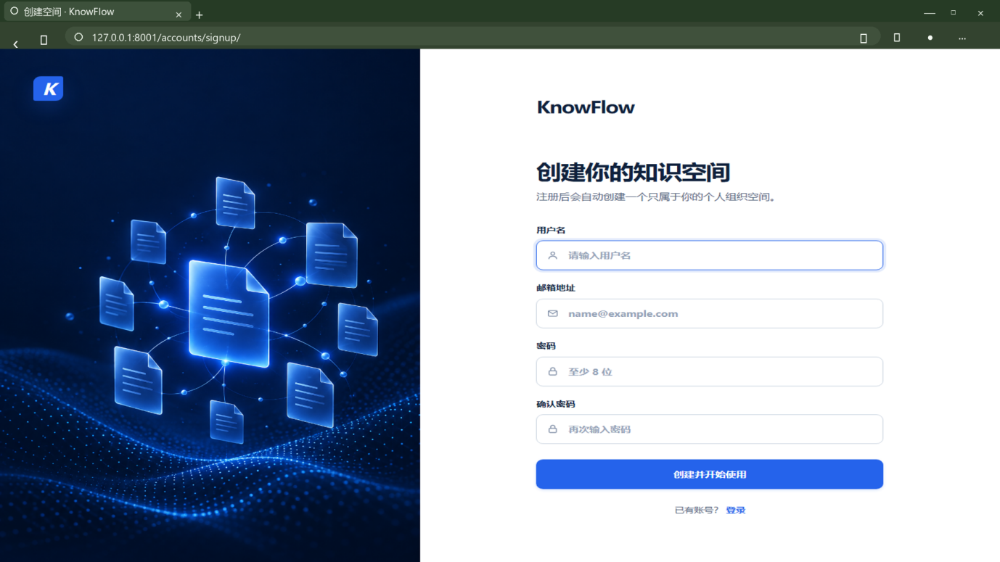 创建空间 · KnowFlow
127.0.0.1:8001/accounts/signup/
K
KnowFlow
创建你的知识空间
注册后会自动创建一个只属于你的个人组织空间。
用户名
请输入用户名
邮箱地址
name@example.com
密码
至少 8 位
确认密码
再次输入密码
创建并开始使用
已有账号? 登录